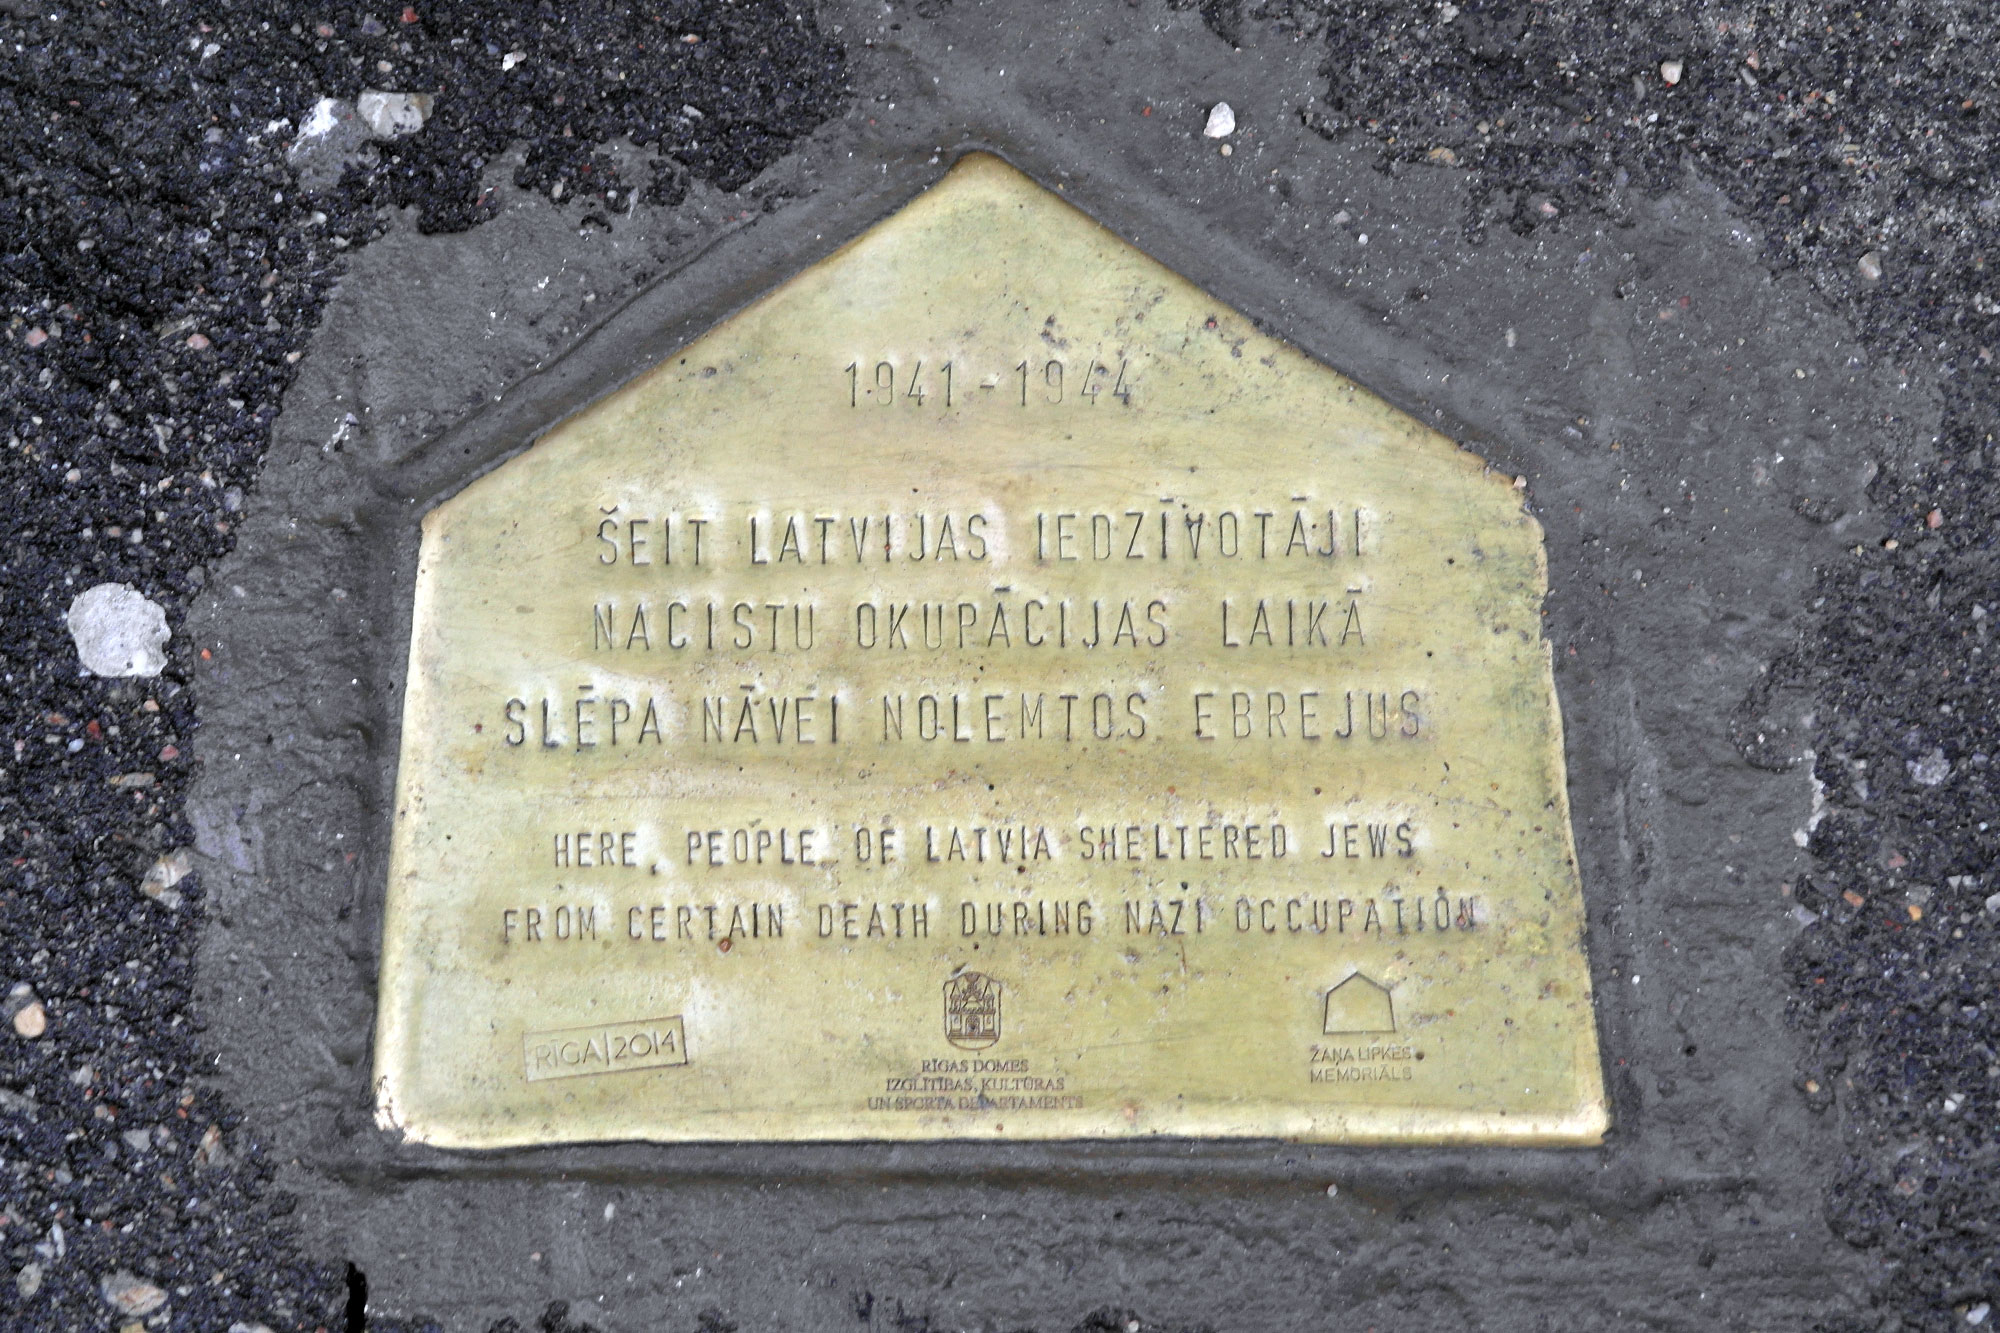 1941-1944
ŠEIT LATVIJAS IEDZĪVOTĀJI
NACISTU OKUPĀCIJAS LAIKĀ
SLĒPA NĀVEI NOLEMTOS EBREJUS
HERE, PEOPLE OF LATVIA SHELTERED JEWS
FROM CERTAIN DEATH DURING NAZI OCCUPATION
RĪGA|2014
RĪGAS DOMES
IZGLĪTĪBAS, KULTŪRAS
UN SPORTA DEPARTAMENTS
ŽAŅA LIPKES
MEMORIĀLS